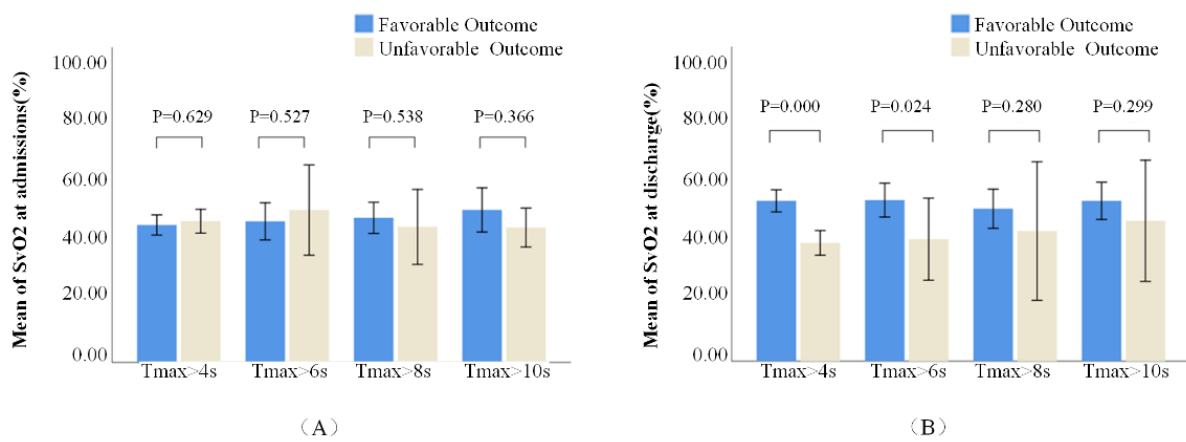 Favorable Outcome
Unfavorable Outcome
Mean of SvO2 at admissions(%)
100.00
80.00
60.00
40.00
20.00
0.00
P=0.629
P=0.527
P=0.538
P=0.366
Tmax>4s
Tmax>6s
Tmax>8s
Tmax>10s
(A)
Favorable Outcome
Unfavorable Outcome
Mean of SvO2 at discharge(%)
100.00
80.00
60.00
40.00
20.00
0.00
P=0.000
P=0.024
P=0.280
P=0.299
Tmax>4s
Tmax>6s
Tmax>8s
Tmax>10s
(B)